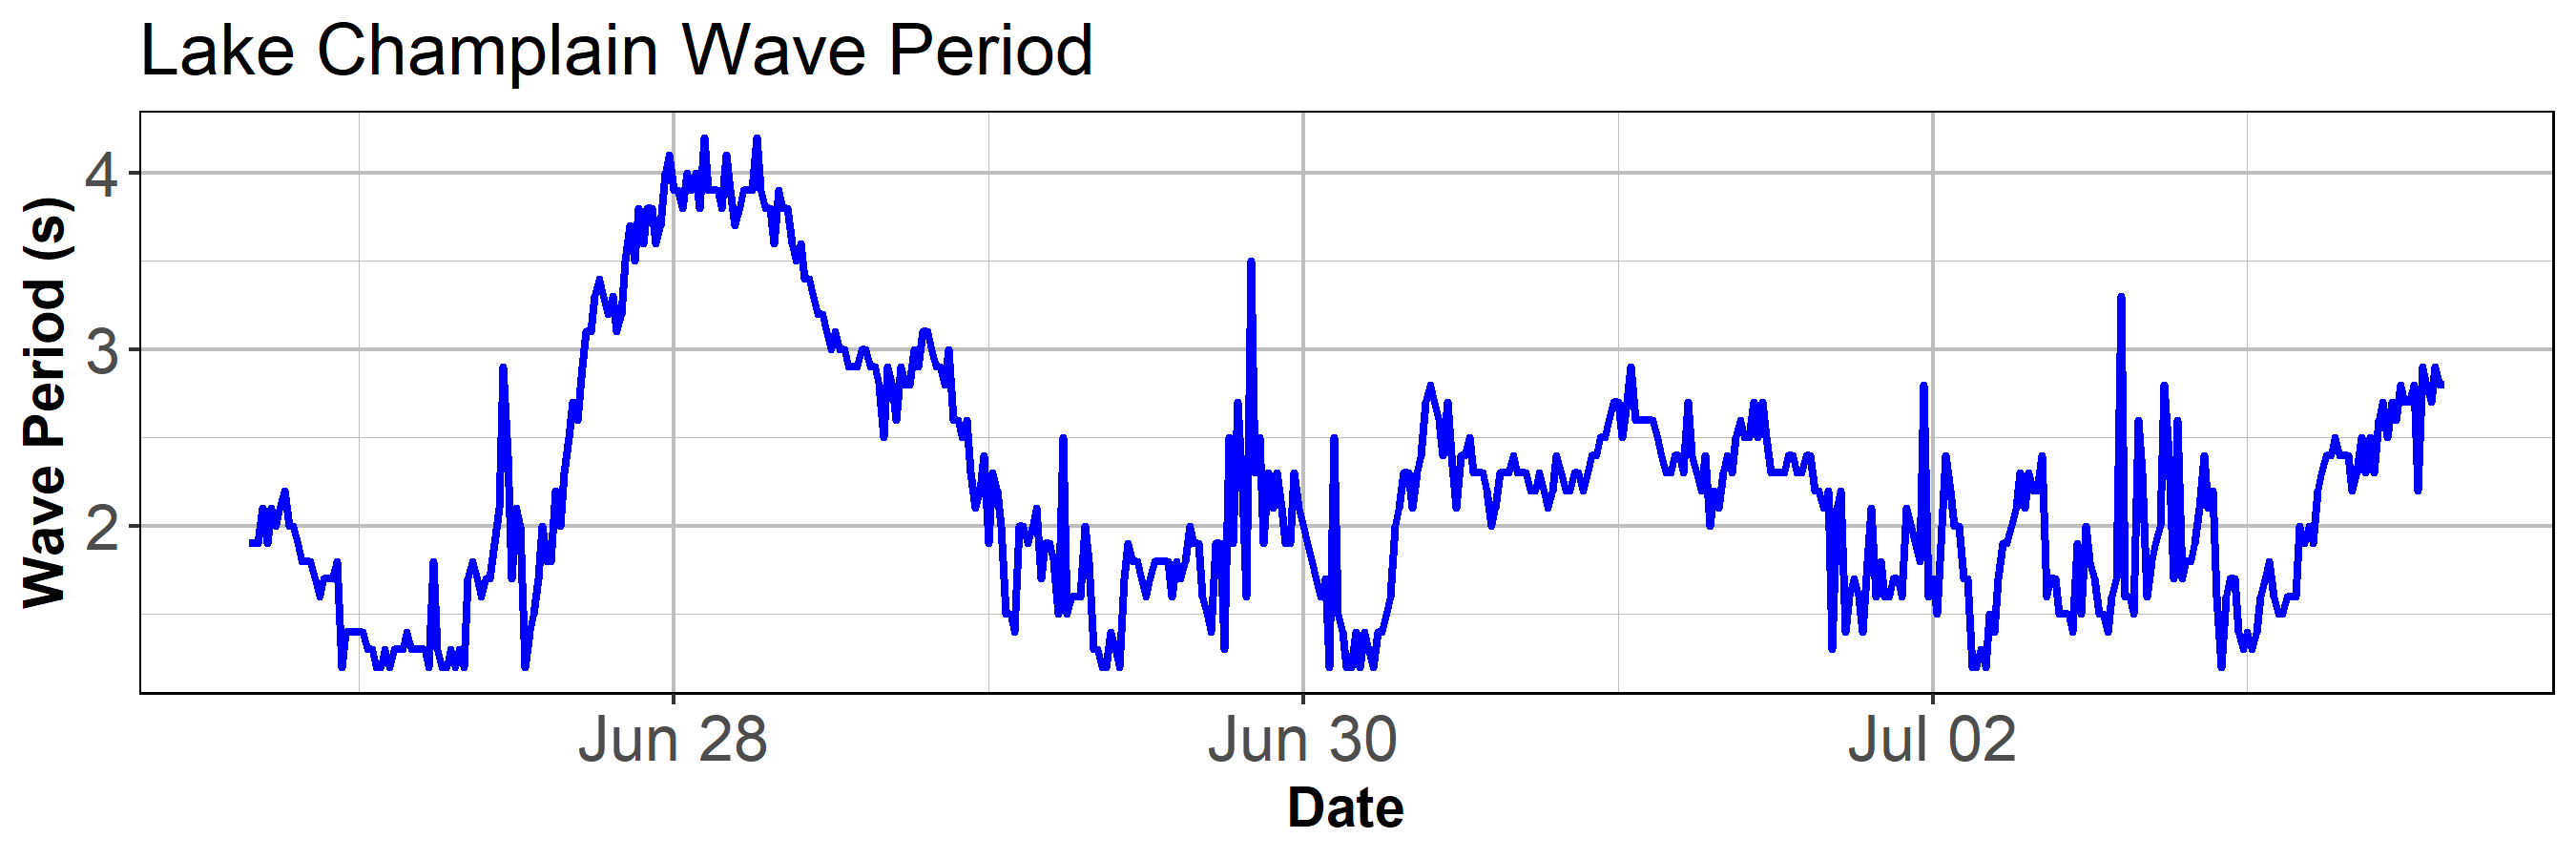 Lake Champlain Wave Period
Wave Period (s)
4
3
2
Jun 28
Jun 30
Jul 02
Date